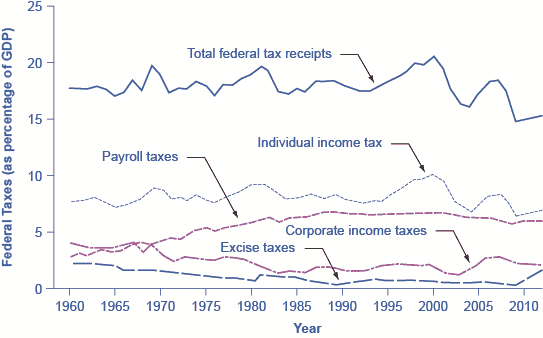 Federal Taxes (as percentage of GDP)
25
20
15
10
5
0
Total federal tax receipts
Individual income tax
Payroll taxes
Corporate income taxes
Excise taxes
1960 1965 1970 1975 1980 1985 1990 1995 2000 2005 2010
Year